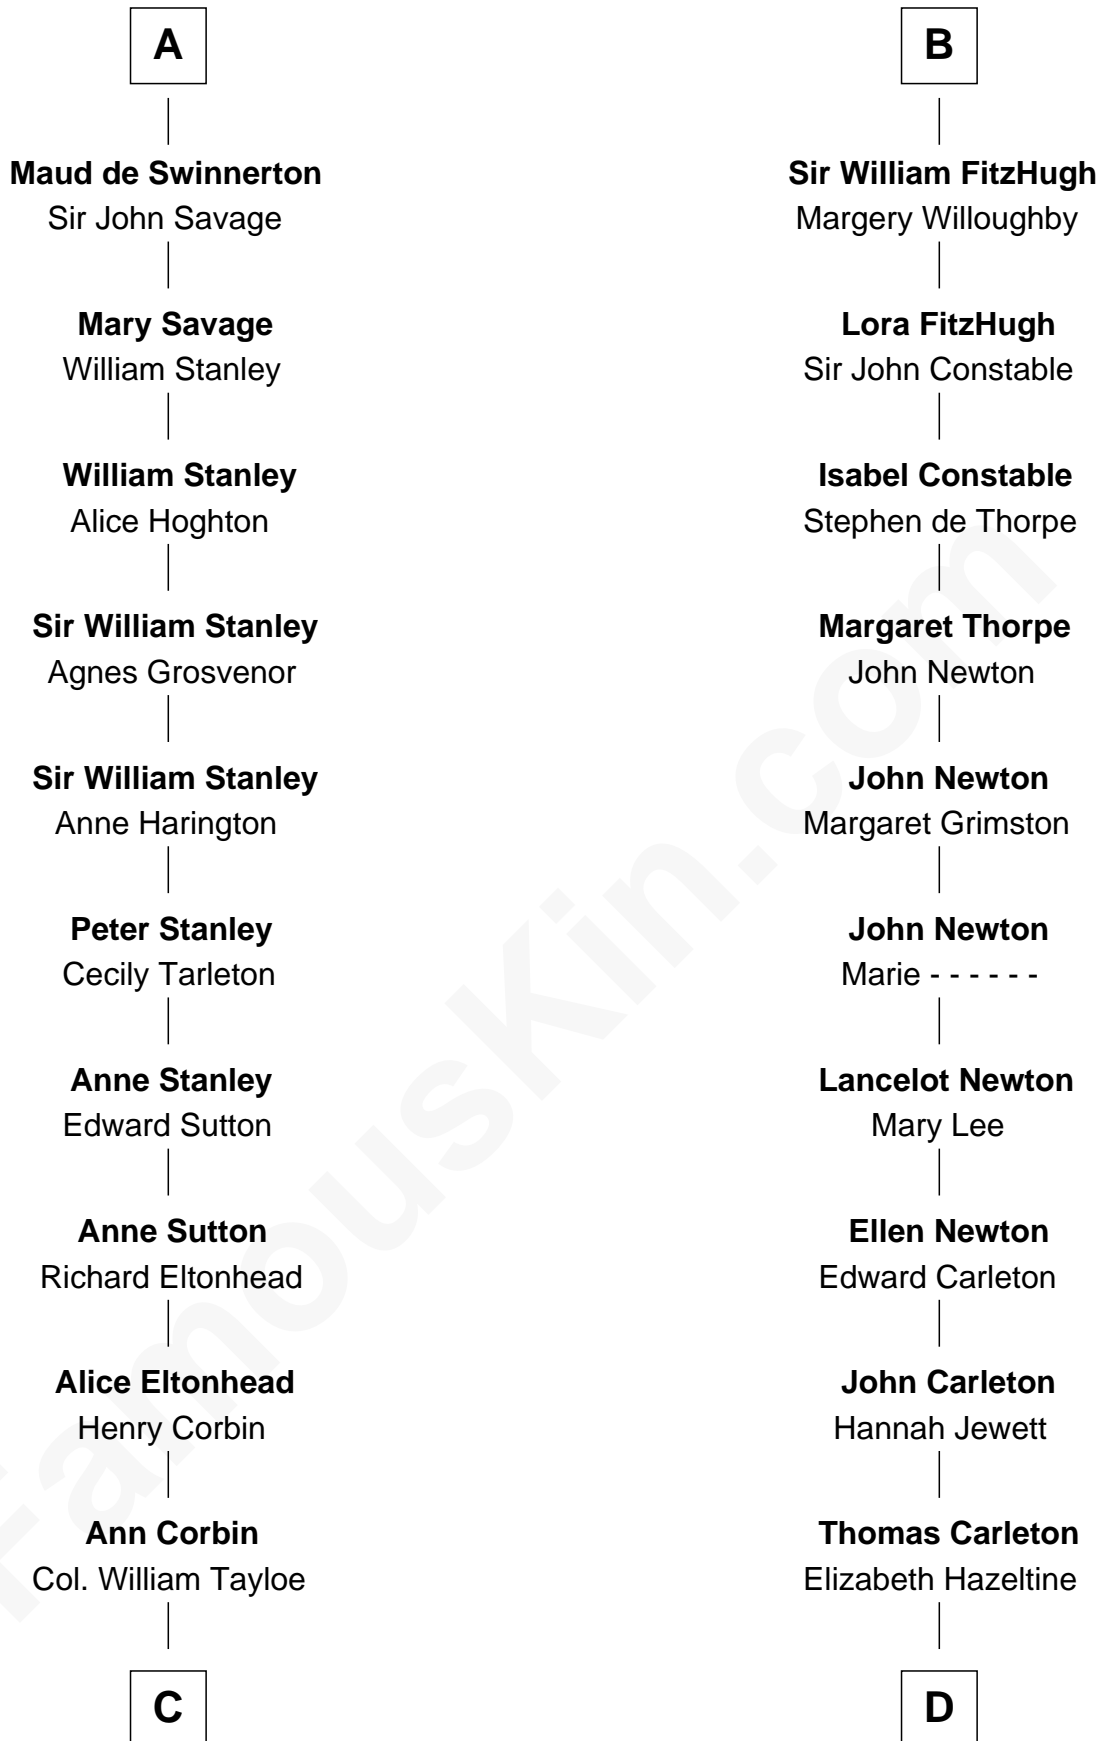 A
Maud de Swinnerton
Sir John Savage
Mary Savage
William Stanley
William Stanley
Alice Hoghton
Sir William Stanley
Agnes Grosvenor
Sir William Stanley
Anne Harington
Peter Stanley
Cecily Tarleton
Anne Stanley
Edward Sutton
Anne Sutton
Richard Eltonhead
Alice Eltonhead
Henry Corbin
Ann Corbin
Col. William Tayloe
C
B
Sir William FitzHugh
Margery Willoughby
Lora FitzHugh
Sir John Constable
Isabel Constable
Stephen de Thorpe
Margaret Thorpe
John Newton
John Newton
Margaret Grimston
John Newton
Marie - - - - - -
Lancelot Newton
Mary Lee
Ellen Newton
Edward Carleton
John Carleton
Hannah Jewett
Thomas Carleton
Elizabeth Hazeltine
D
FamousKin.com